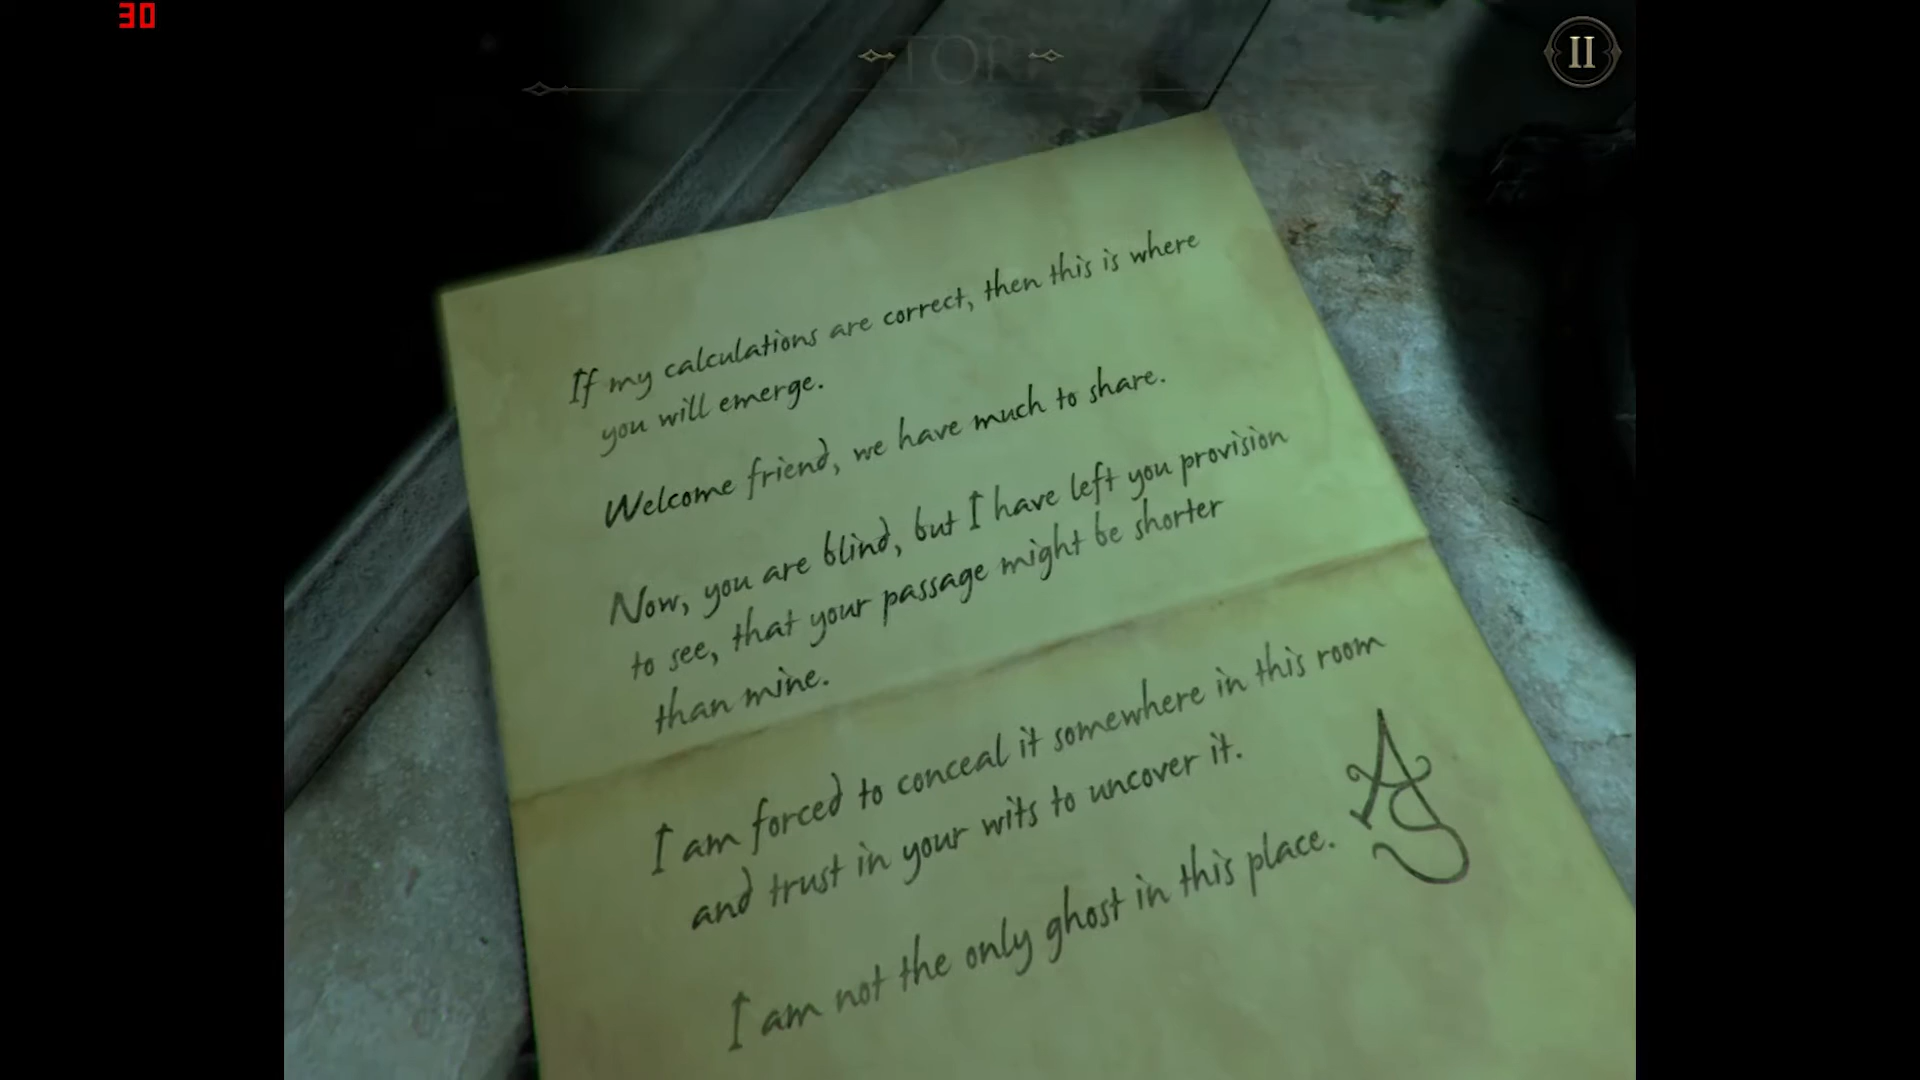 30
II
If my calculations are correct, then this is where
you will emerge.
Welcome friend, we have much to share.
Now, you are blind, but I have left you provision
to see, that your passage might be shorter
than mine.
I am forced to conceal it somewhere in this room
and trust in your wits to uncover it.
I am not the only ghost in this place.
AS